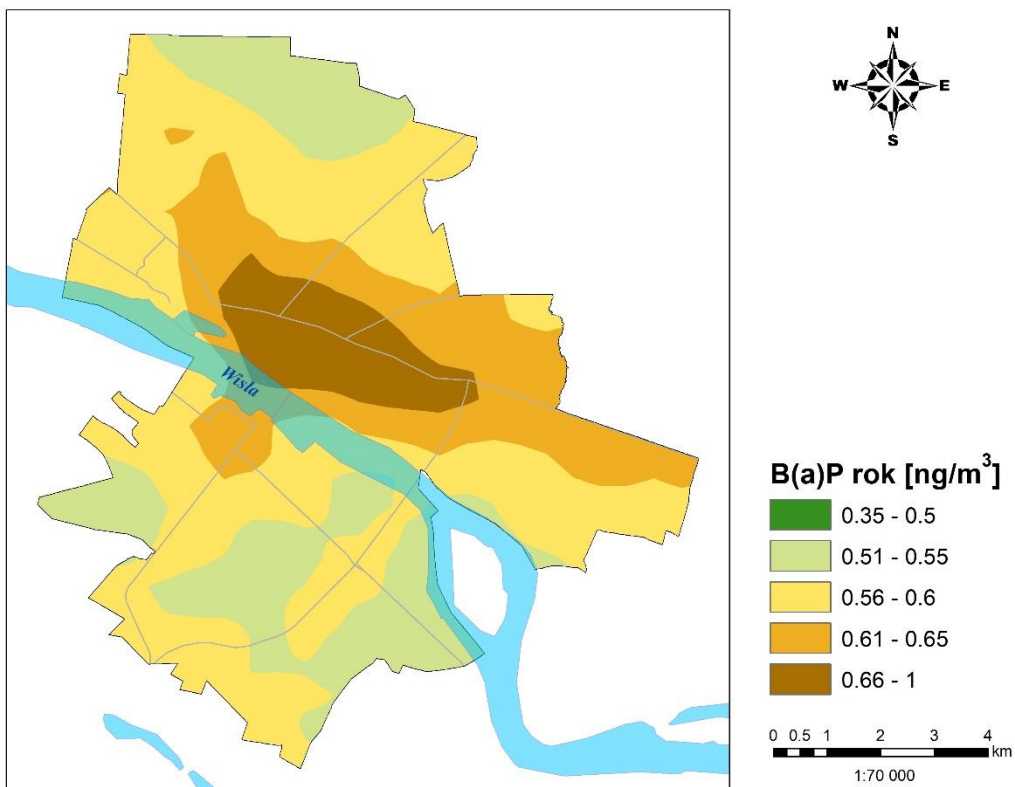 N
W E
S
Wisla
B(a)P rok [ng/m³]
0.35 - 0.5
0.51 - 0.55
0.56 - 0.6
0.61 - 0.65
0.66 - 1
0 0.5 1 2 3 4
km
1:70 000